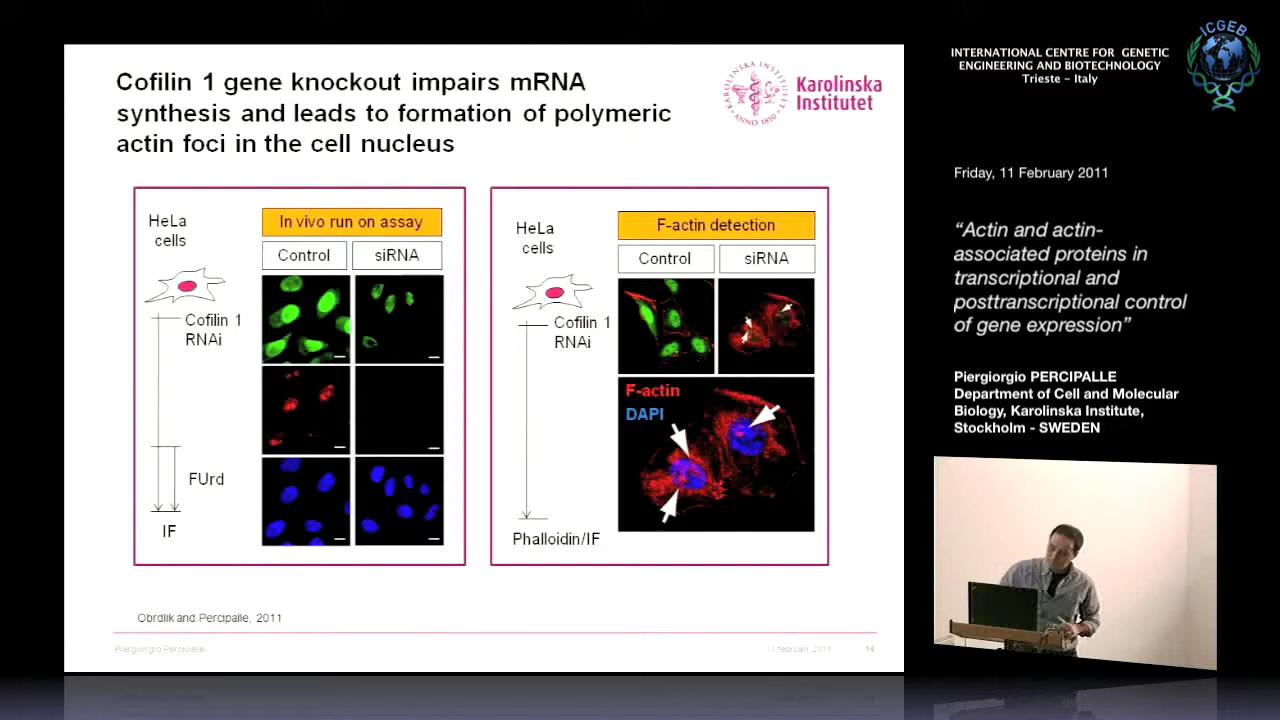 Cofilin 1 gene knockout impairs mRNA
synthesis and leads to formation of polymeric
actin foci in the cell nucleus
KAROLINSKA INSTITUTET
ANNO 1810
Karolinska
Institutet
HeLa
cells
In vivo run on assay
Control
siRNA
Cofilin 1
RNAi
FUrd
IF
HeLa
cells
F-actin detection
Control
siRNA
Cofilin 1
RNAi
F-actin
DAPI
Phalloidin/IF
Obrdlik and Percipalle, 2011
Piergiorgio Percipalle
11 februari 2011
14
INTERNATIONAL CENTRE FOR GENETIC
ENGINEERING AND BIOTECHNOLOGY
Trieste – Italy
ICGEB
Friday, 11 February 2011
“Actin and actin-
associated proteins in
transcriptional and
posttranscriptional control
of gene expression”
Piergiorgio PERCIPALLE
Department of Cell and Molecular
Biology, Karolinska Institute,
Stockholm - SWEDEN